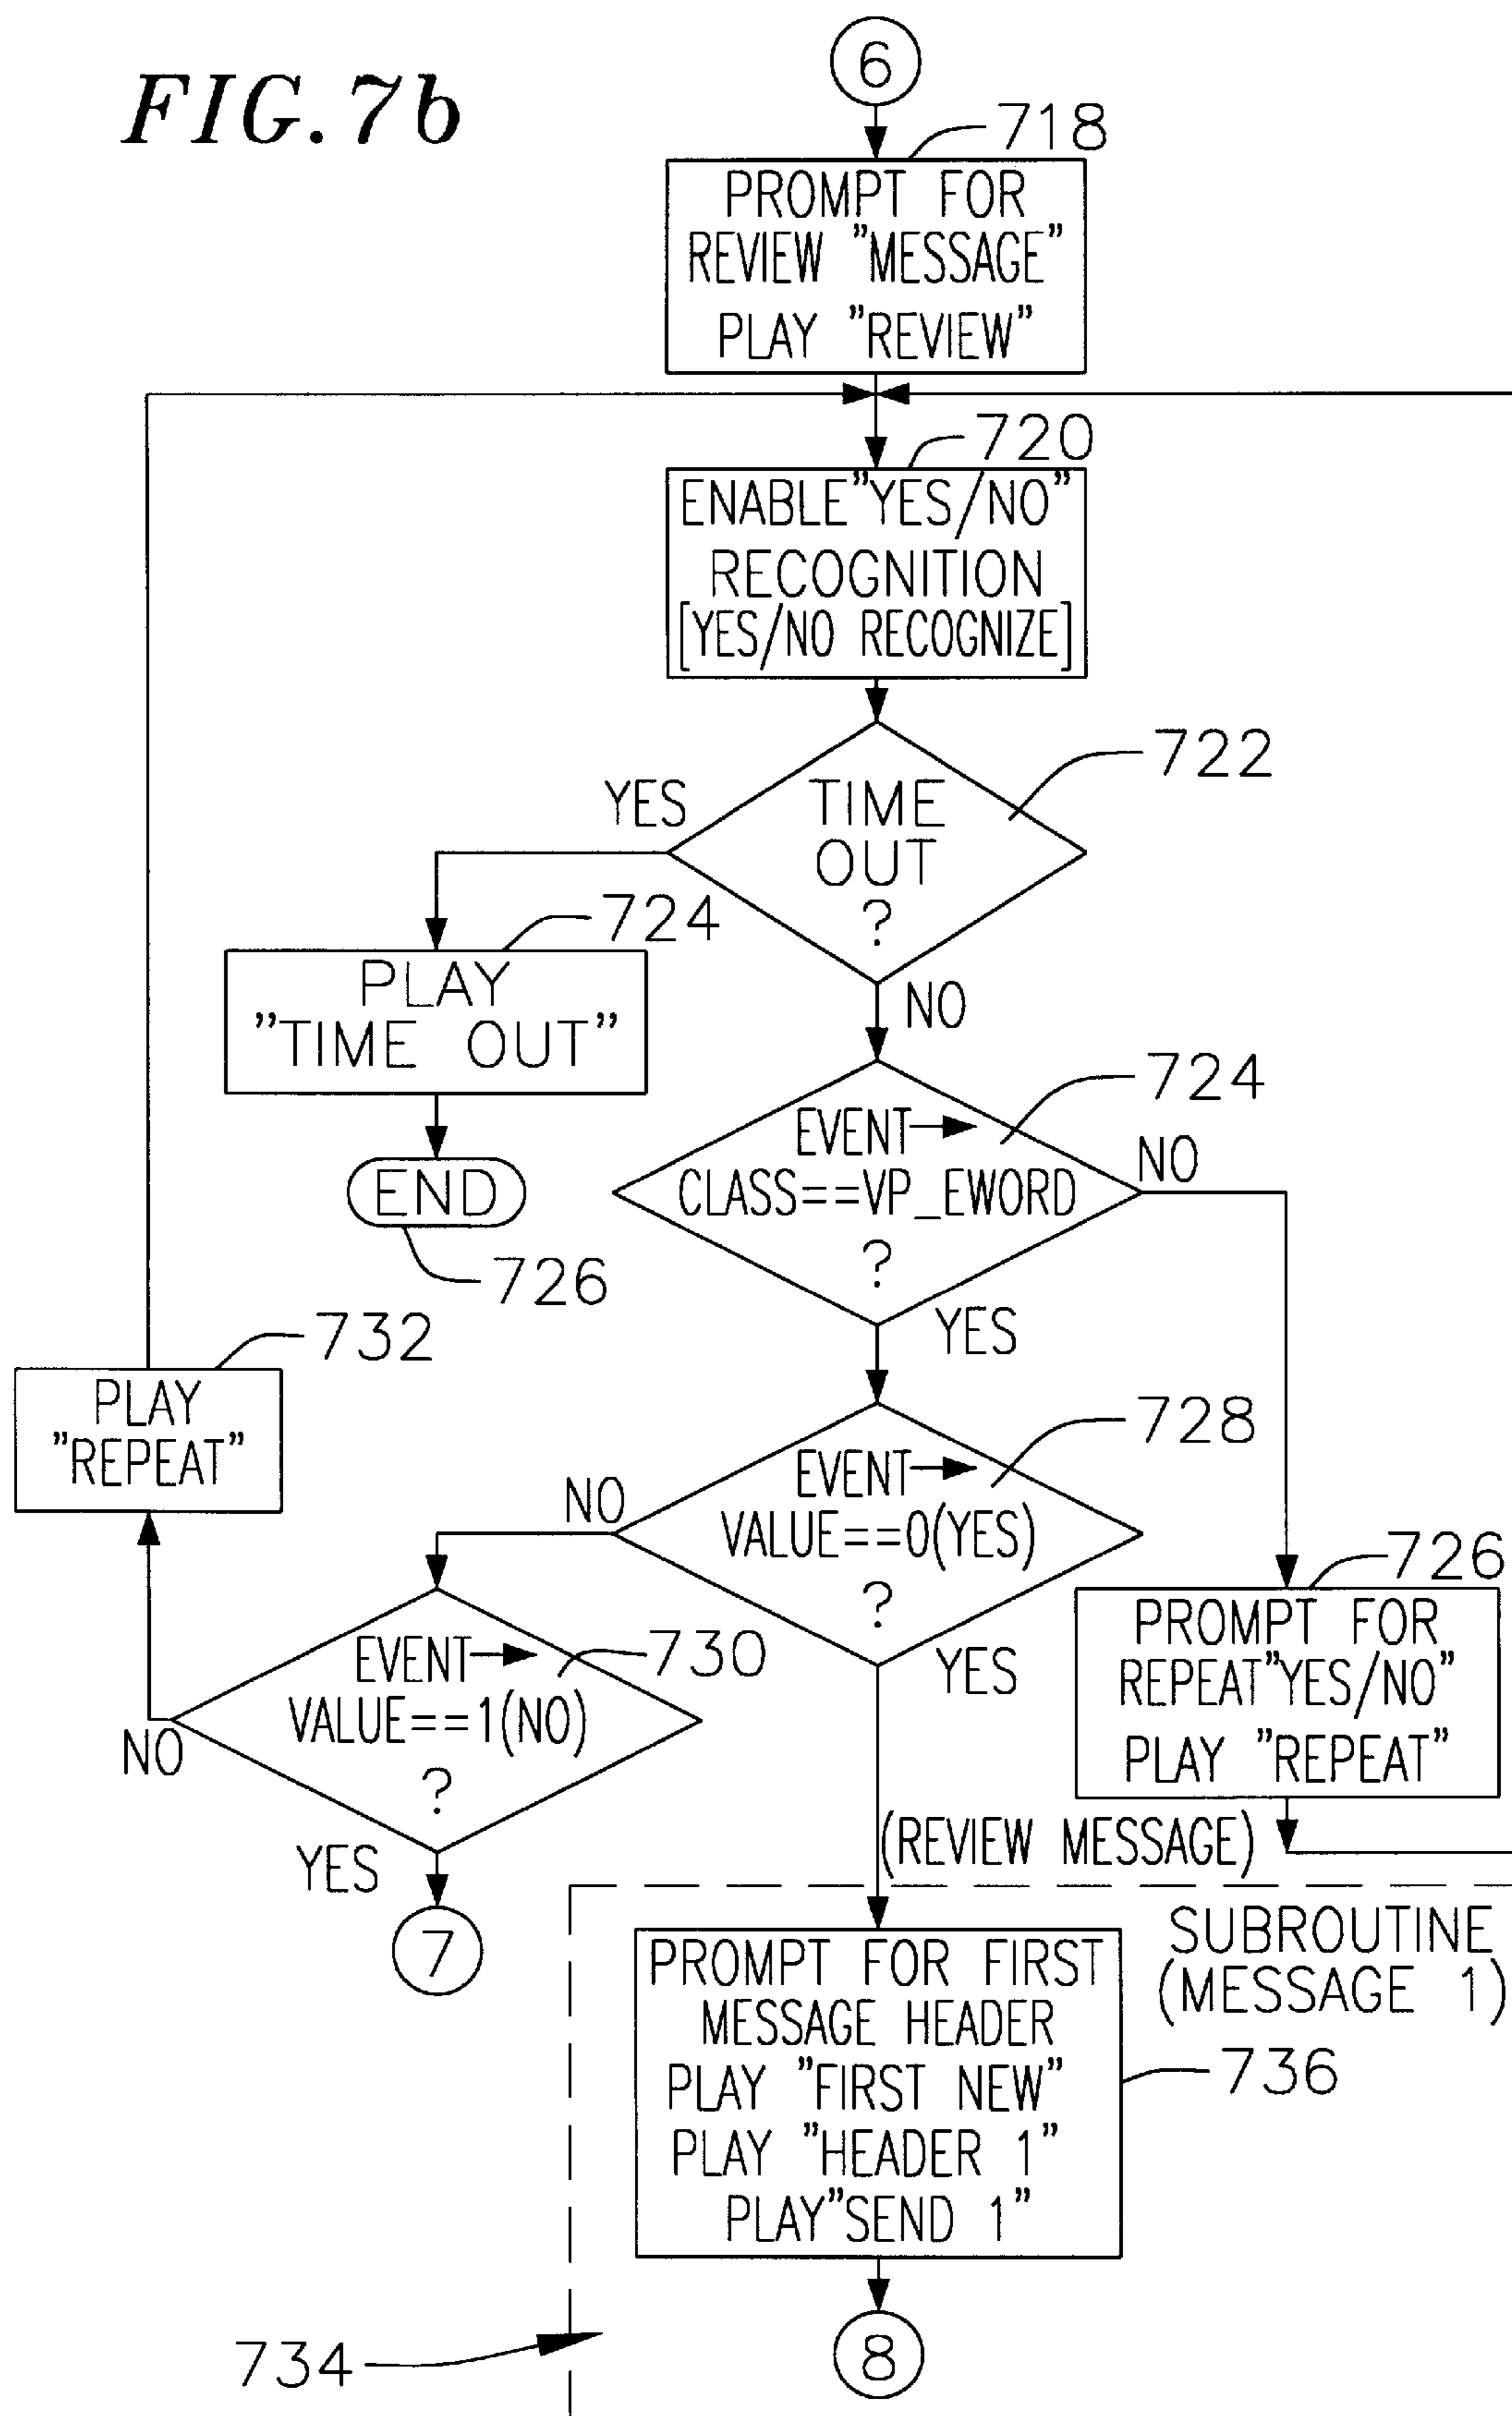 FIG. 7b
6
718
PROMPT FOR
REVIEW "MESSAGE"
PLAY "REVIEW"
720
ENABLE"YES/NO"
RECOGNITION
[YES/NO RECOGNIZE]
722
YES
TIME
OUT
?
724
PLAY
"TIME OUT"
NO
724
EVENT→
CLASS==VP_EWORD
?
NO
END
726
YES
732
PLAY
"REPEAT"
728
NO
EVENT→
VALUE==0(YES)
?
726
PROMPT FOR
REPEAT"YES/NO"
PLAY "REPEAT"
YES
730
EVENT→
VALUE==1(NO)
?
NO
YES
(REVIEW MESSAGE)
7
SUBROUTINE
(MESSAGE 1)
PROMPT FOR FIRST
MESSAGE HEADER
PLAY "FIRST NEW"
PLAY "HEADER 1"
PLAY"SEND 1"
736
734
8